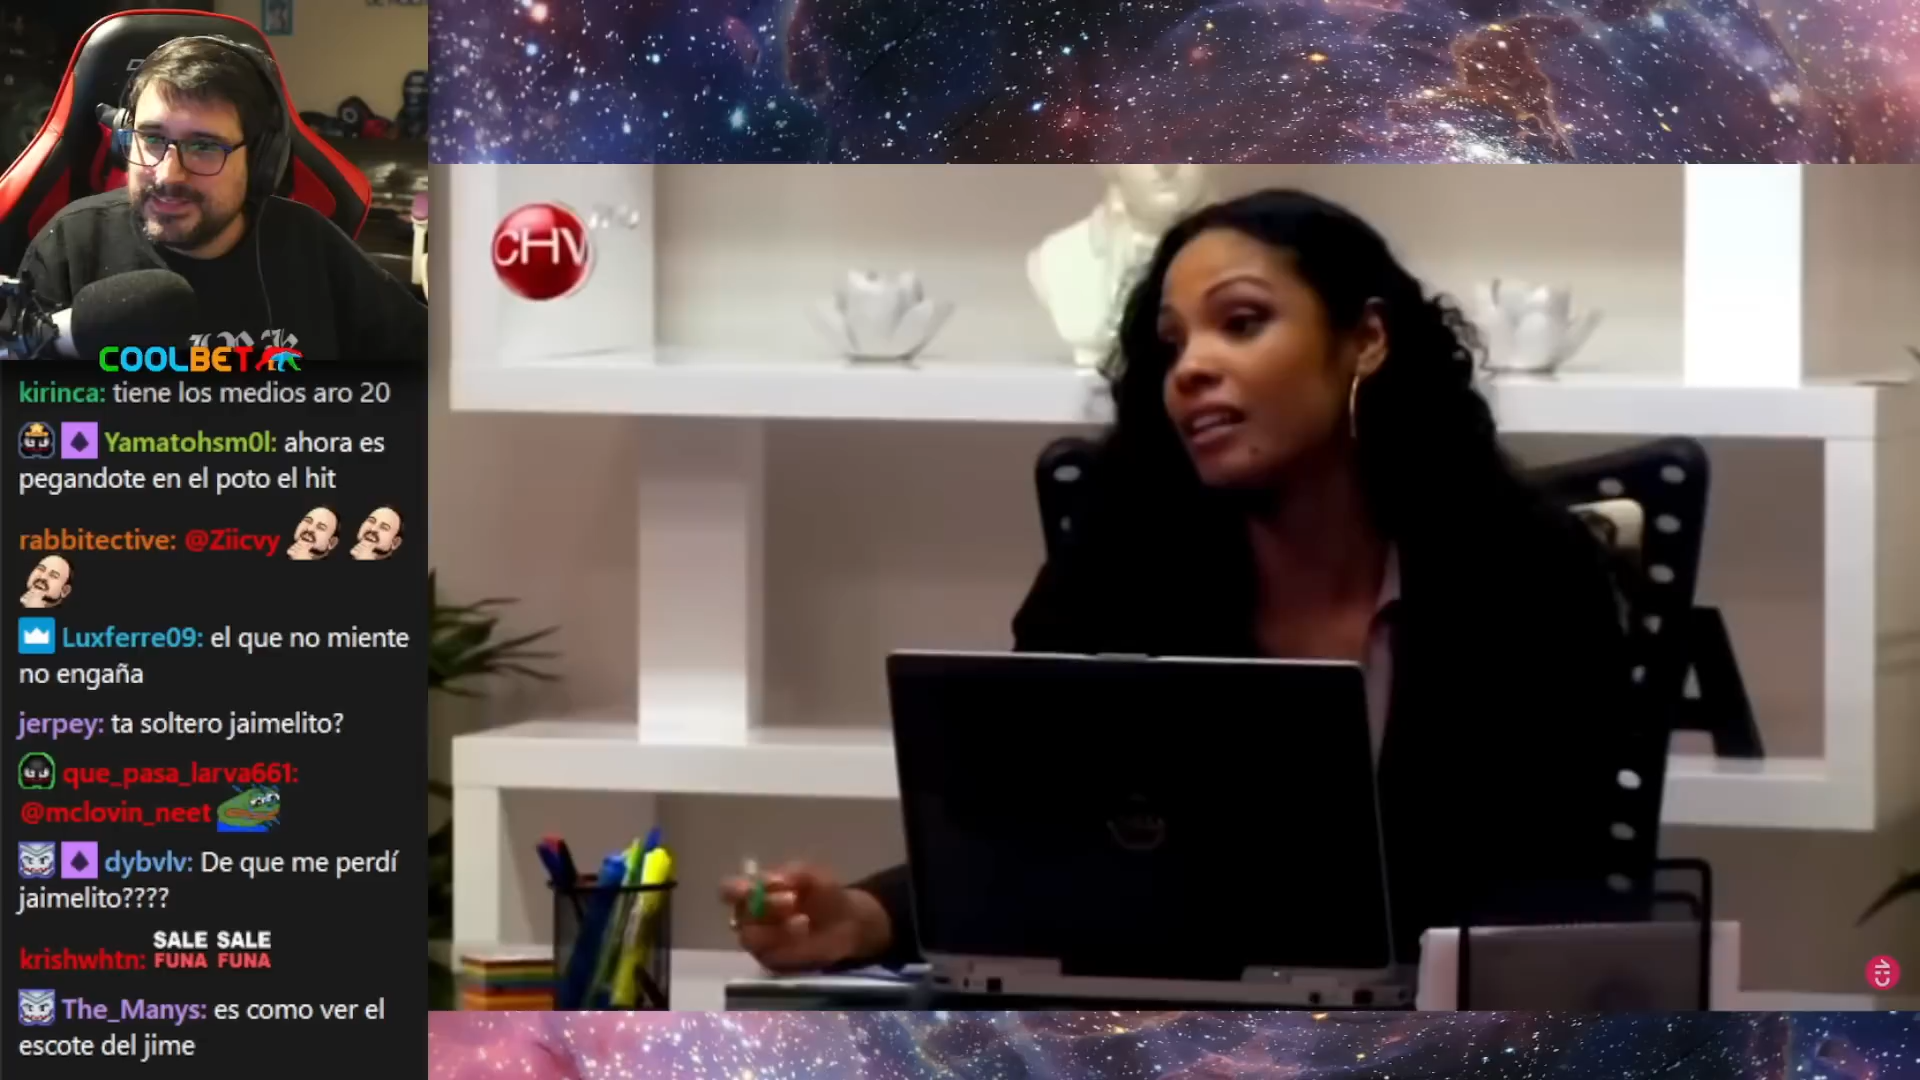 COOLBET
kirinca: tiene los medios aro 20
Yamatohsm0l: ahora es
pegandote en el poto el hit
rabbitective: @Ziicvy
Luxferre09: el que no miente
no engaña
jerpey: ta soltero jaimelito?
que_pasa_larva661:
@mclovin_neet
dybvlv: De que me perdí
jaimelito????
krishwhtn: SALE SALE
FUNA FUNA
The_Manys: es como ver el
escote del jime
CHV